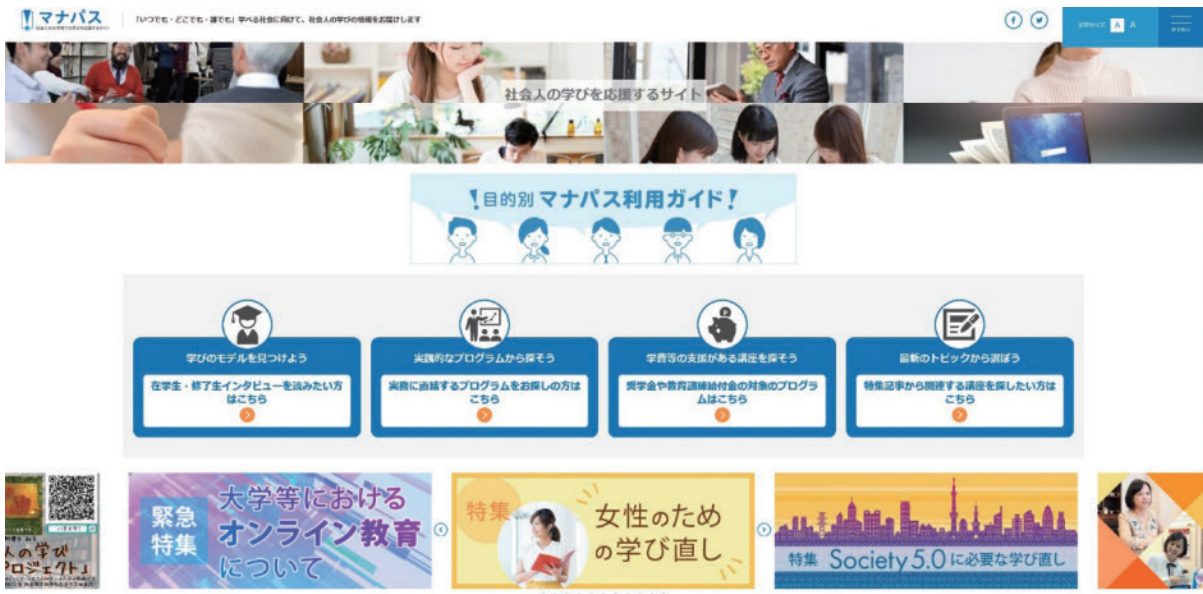 マナパス
「いつでも・どこでも・誰でも」学べる社会に向けて、社会人の学びの情報をお届けします
文字サイズ A A
MENU
社会人の学びを応援するサイト
目的別 マナパス利用ガイド
学びのモデルを見つけよう
在学生・修了生インタビューを読みたい方
はこちら
実践的なプログラムから探そう
実務に直結するプログラムをお探しの方は
こちら
学費等の支援がある講座を探そう
奨学金や教育訓練給付金の対象のプログラ
ムはこちら
最新のトピックから選ぼう
特集記事から関連する講座を探したい方は
こちら
人の学び
プロジェクト」
緊急
特集
大学等における
オンライン教育
について
特集
女性のため
の学び直し
特集 Society 5.0 に必要な学び直し